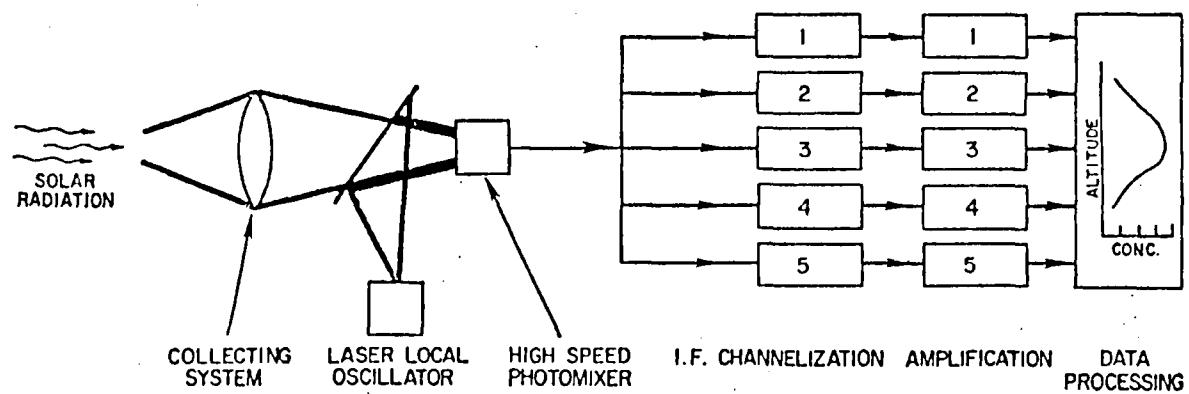 SOLAR
RADIATION
COLLECTING
SYSTEM
LASER LOCAL
OSCILLATOR
HIGH SPEED
PHOTOMIXER
1
2
3
4
5
I.F. CHANNELIZATION
1
2
3
4
5
AMPLIFICATION
ALTITUDE
CONC.
DATA
PROCESSING